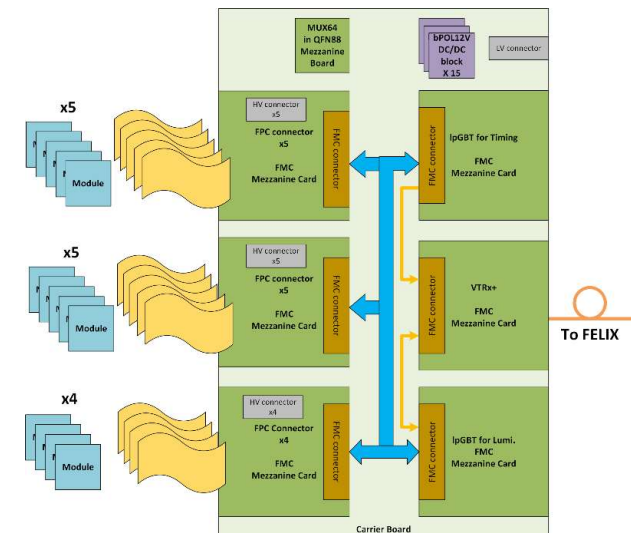 MUX64
in QFN88
Mezzanine
Board
bPOL12V
DC/DC
block
X 15
LV connector
x5
Module
HV connector
x5
FPC connector
x5
FMC
Mezzanine Card
FMC connector
FMC connector
lpGBT for Timing
FMC
Mezzanine Card
x5
Module
HV connector
x5
FPC connector
x5
FMC
Mezzanine Card
FMC connector
FMC connector
VTRx+
FMC
Mezzanine Card
To FELIX
x4
Module
HV connector
x4
FPC connector
x4
FMC
Mezzanine Card
FMC connector
FMC connector
lpGBT for Lumi.
FMC
Mezzanine Card
Carrier Board